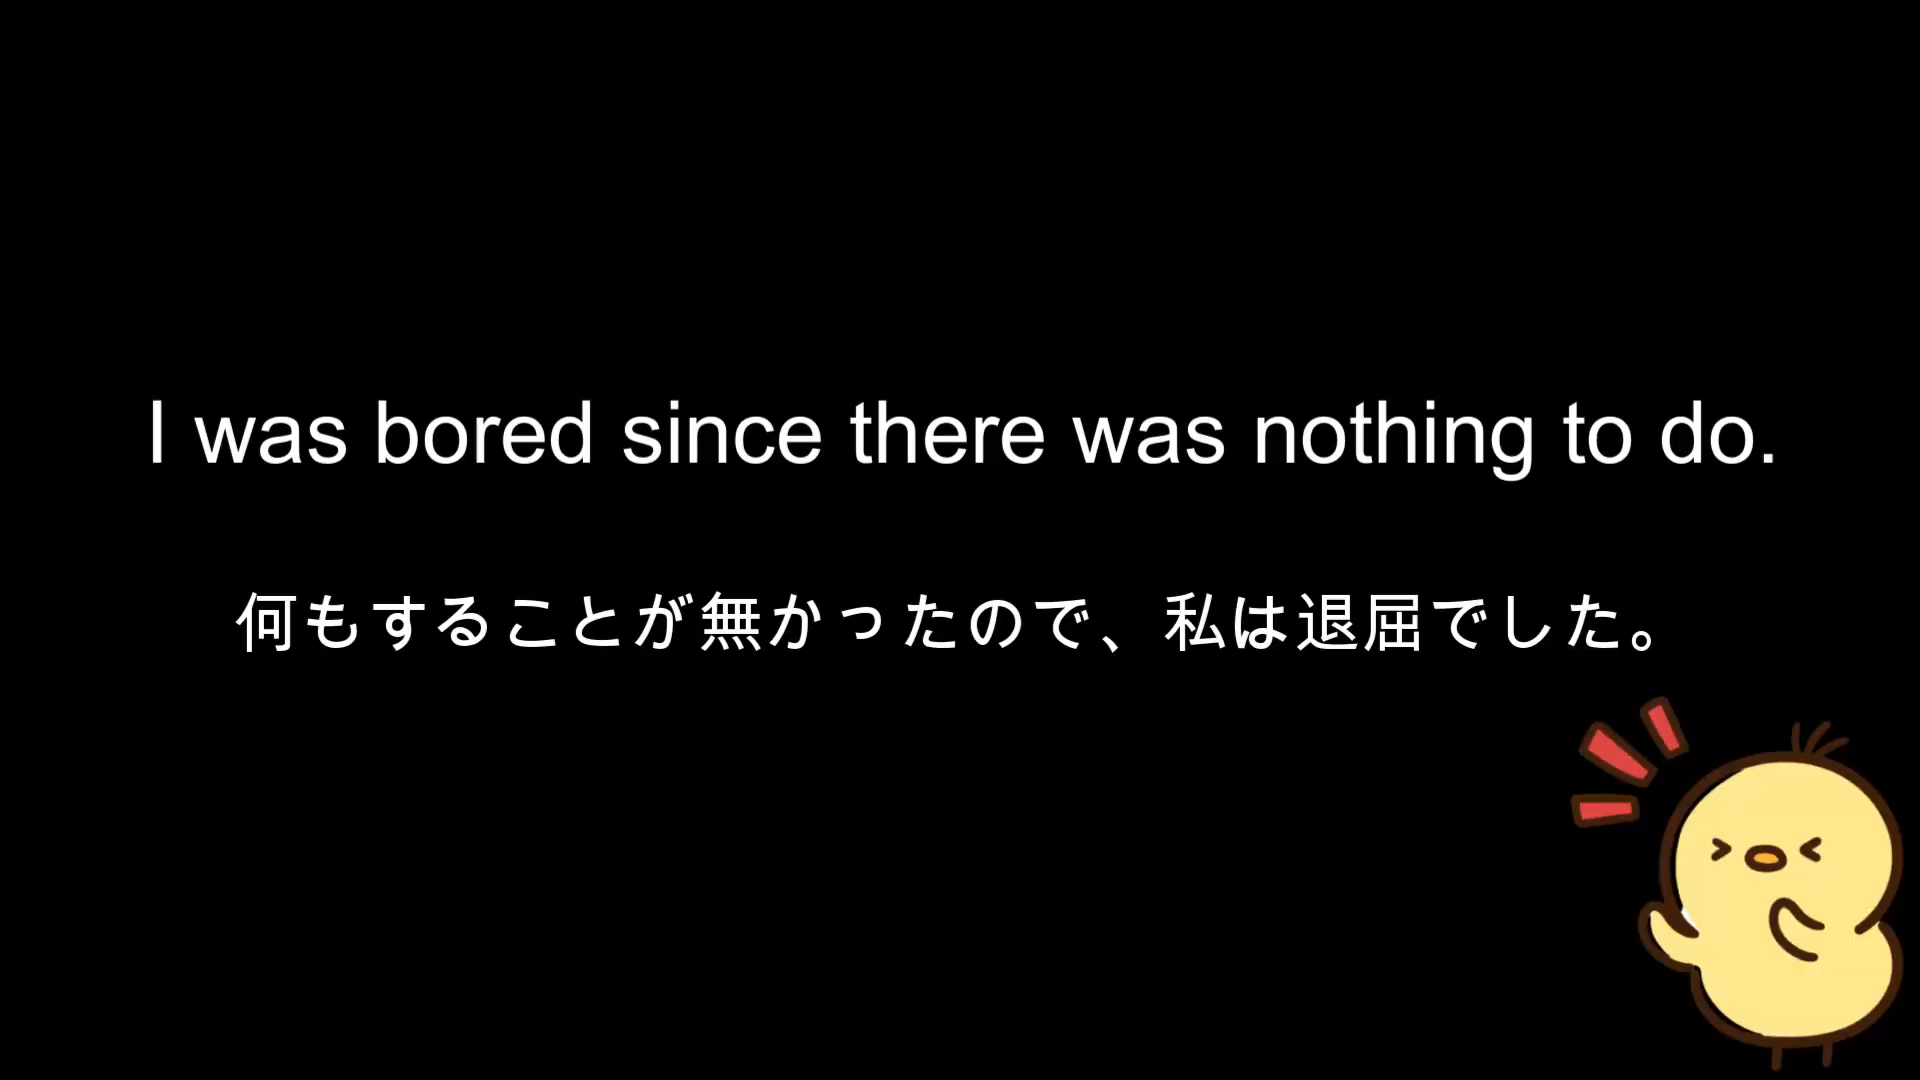 I was bored since there was nothing to do.
何もすることが無かったので、私は退屈でした。